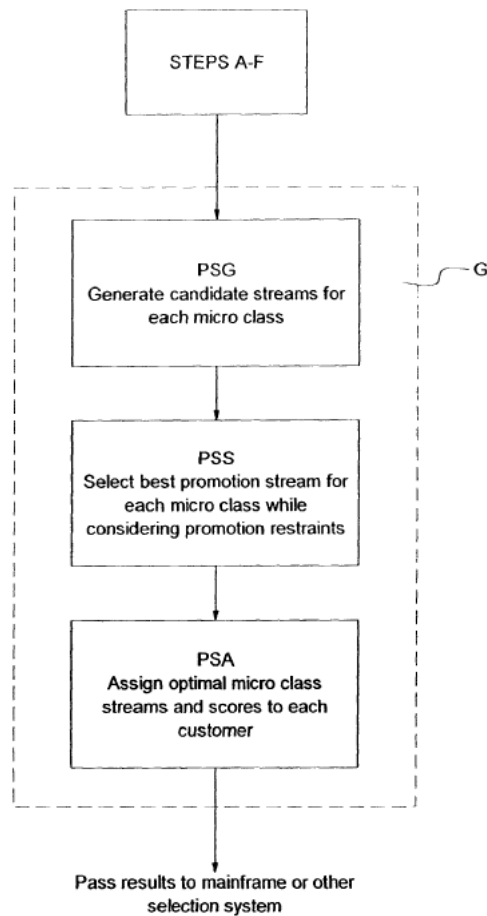 STEPS A-F
G
PSG
Generate candidate streams for
each micro class
PSS
Select best promotion stream for
each micro class while
considering promotion restraints
PSA
Assign optimal micro class
streams and scores to each
customer
Pass results to mainframe or other
selection system